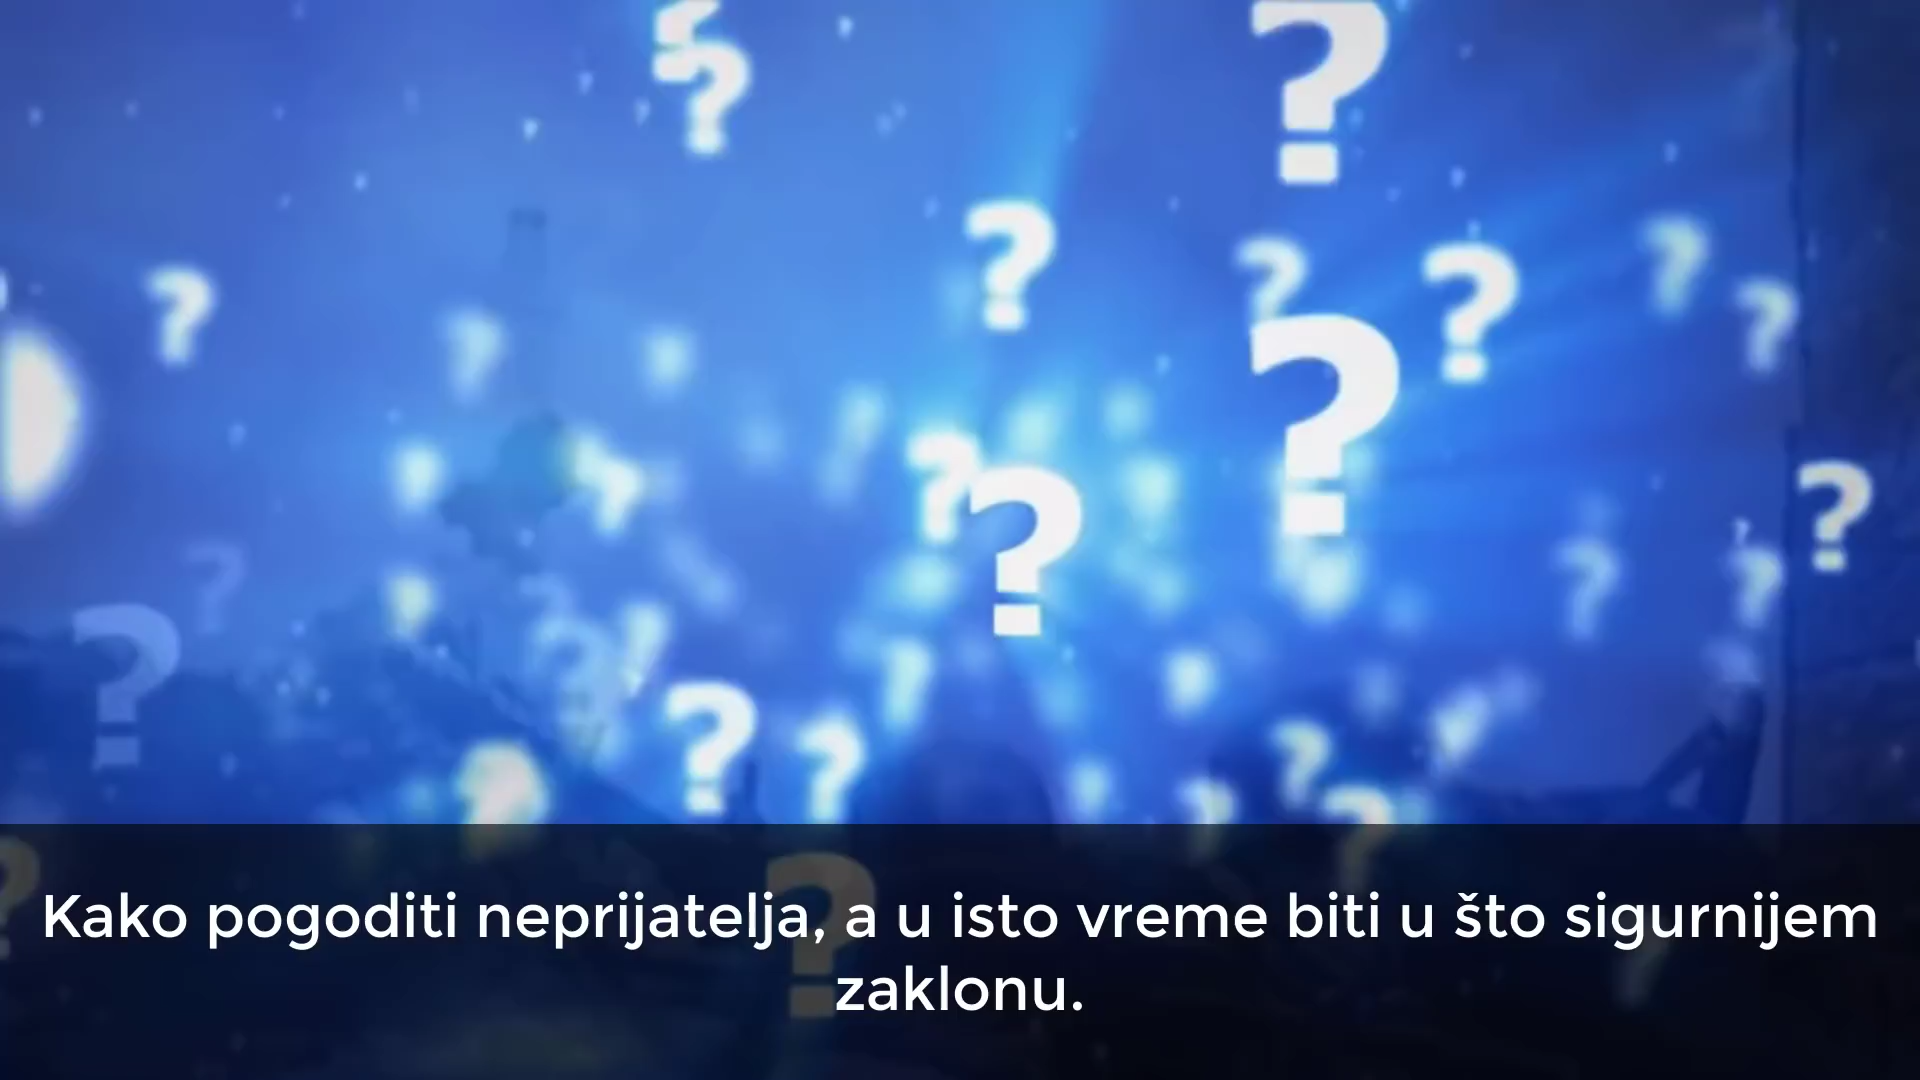 Kako pogoditi neprijatelja, a u isto vreme biti u što sigurnijem
zaklonu.